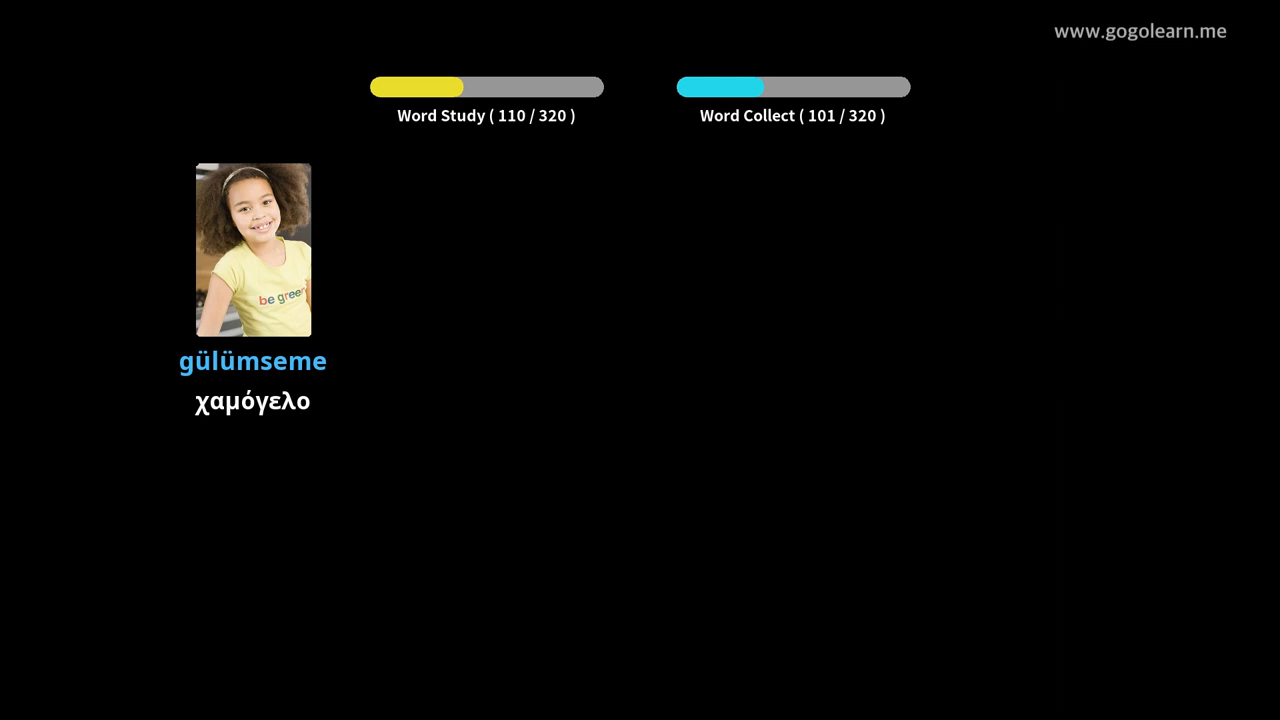 www.gogolearn.me
Word Study ( 110 / 320 )
Word Collect ( 101 / 320 )
be green
gülümseme
χαμόγελο